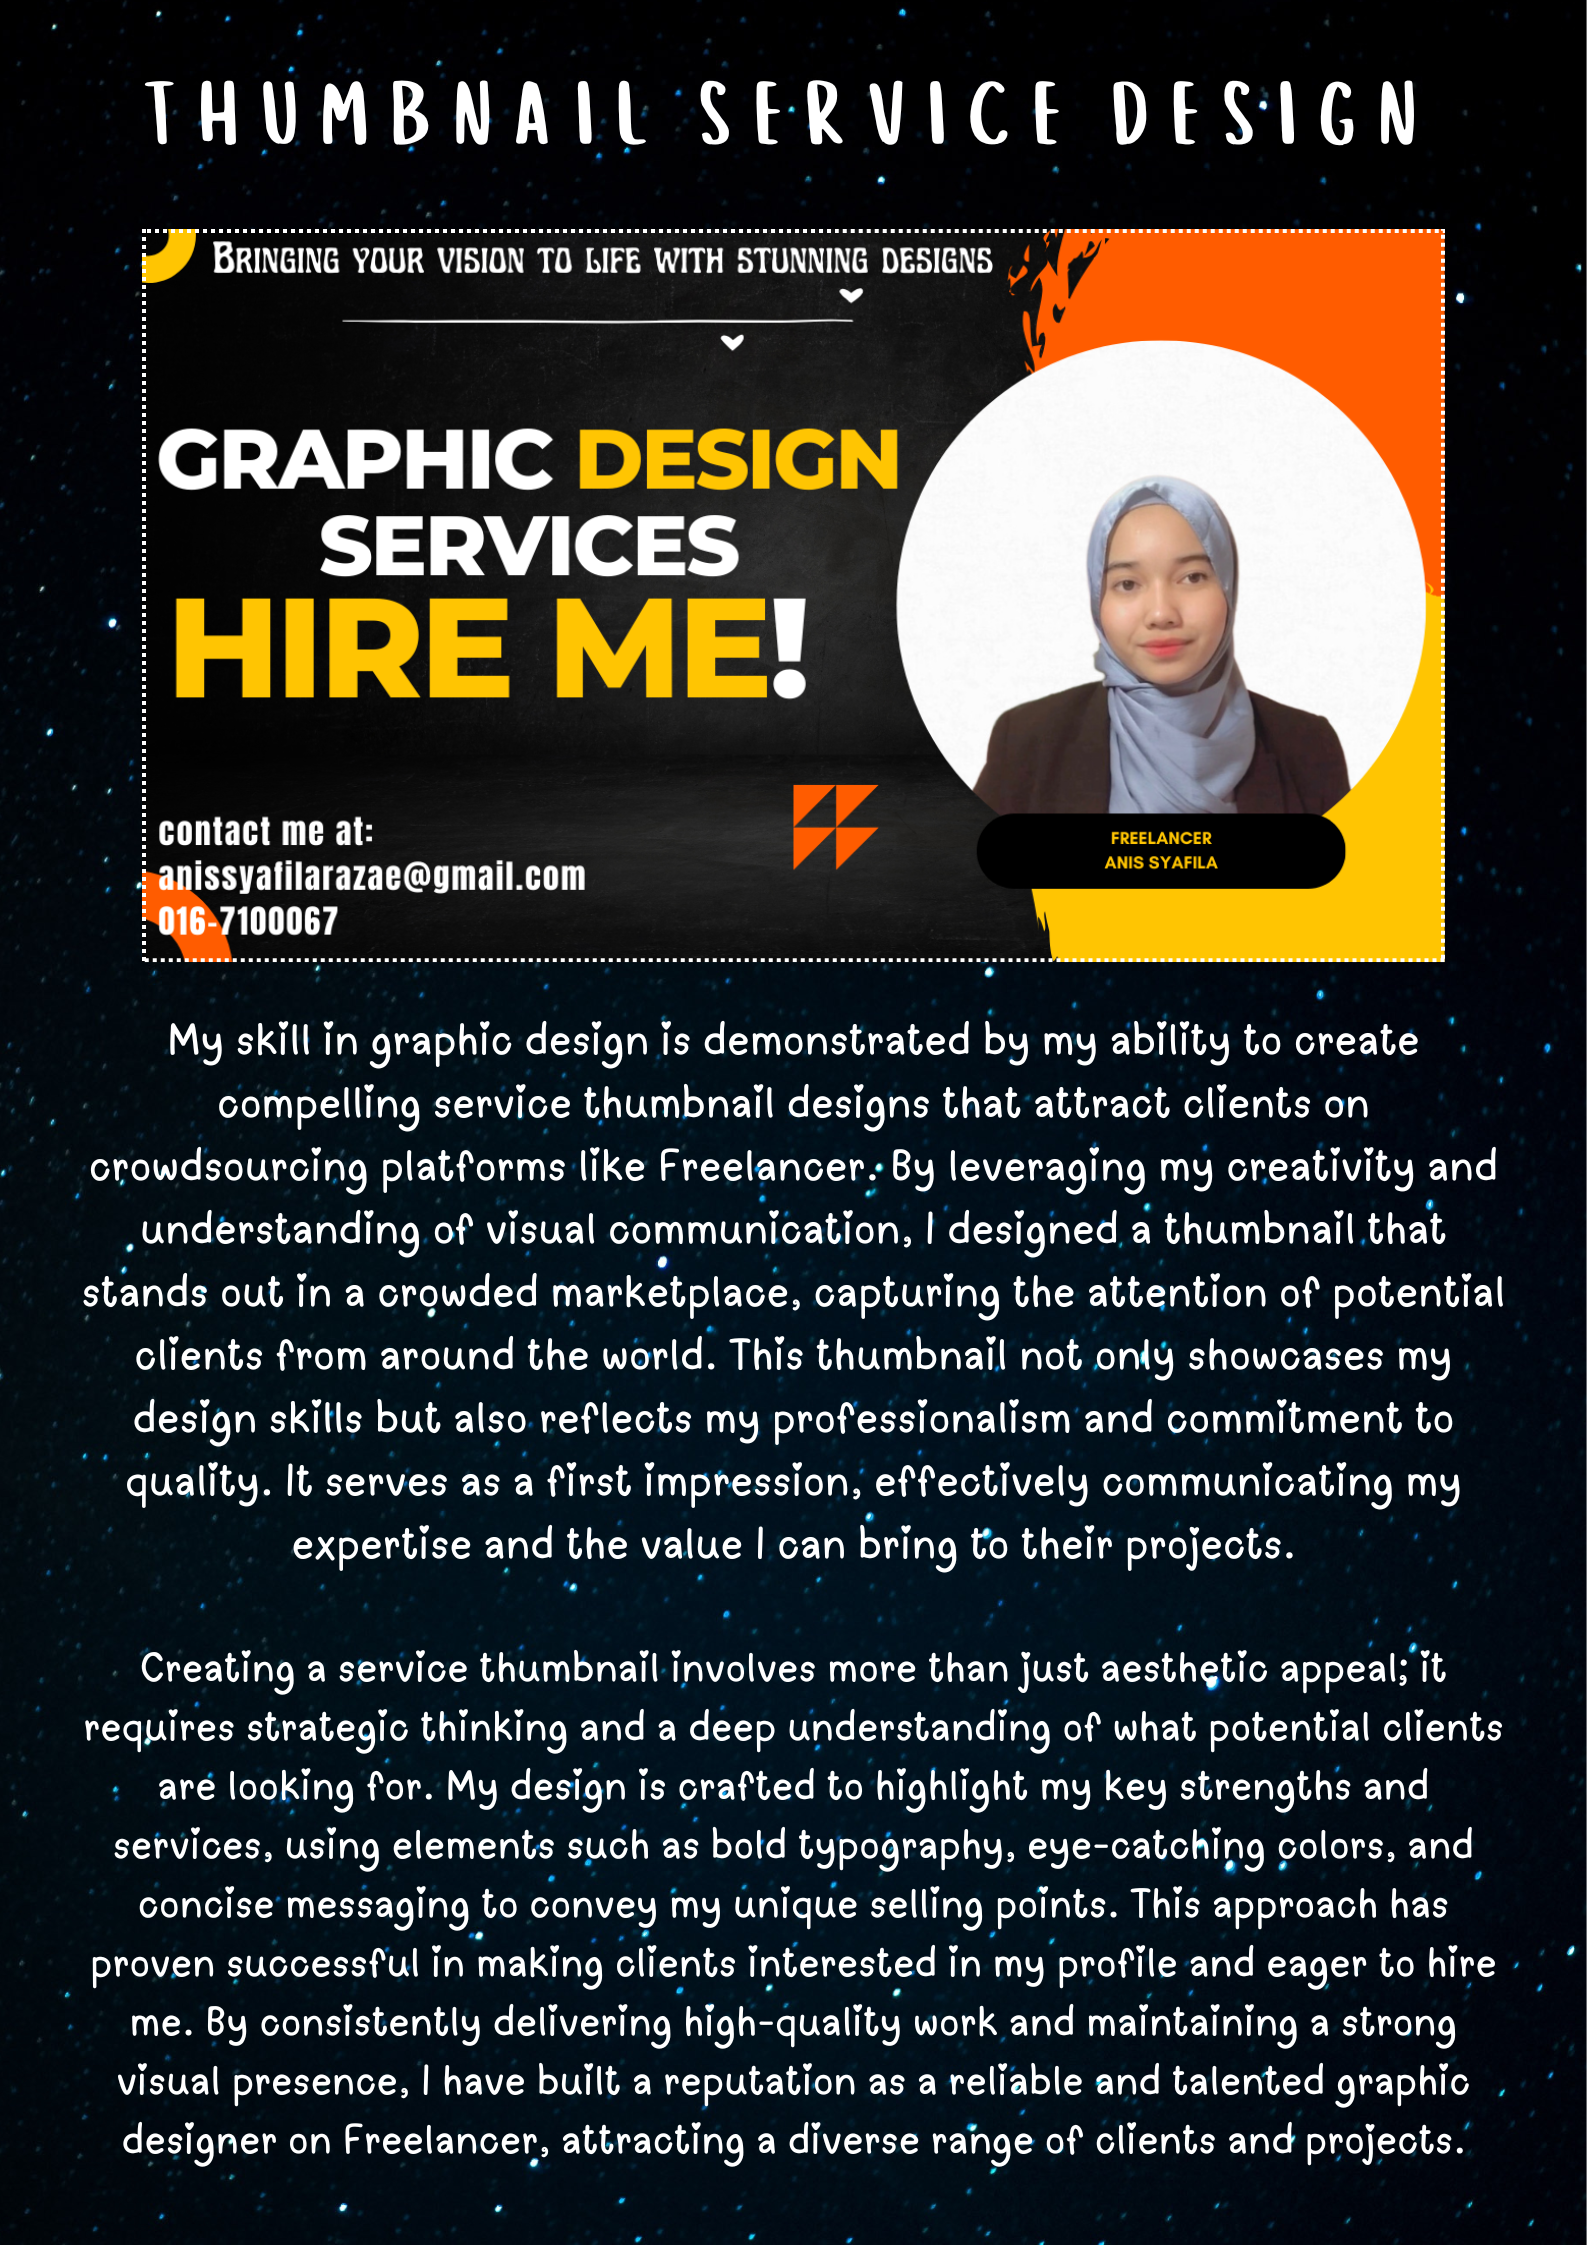 THUMBNAIL SERVICE DESIGN
BRINGING YOUR VISION TO LIFE WITH STUNNING DESIGNS
GRAPHIC DESIGN
SERVICES
HIRE ME!
contact me at:
anissyafilarazae@gmail.com
016-7100067
FREELANCER
ANIS SYAFILA
My skill in graphic design is demonstrated by my ability to create
compelling service thumbnail designs that attract clients on
crowdsourcing platforms like Freelancer. By leveraging my creativity and
understanding of visual communication, I designed a thumbnail that
stands out in a crowded marketplace, capturing the attention of potential
clients from around the world. This thumbnail not only showcases my
design skills but also reflects my professionalism and commitment to
quality. It serves as a first impression, effectively communicating my
expertise and the value I can bring to their projects.
Creating a service thumbnail involves more than just aesthetic appeal; it
requires strategic thinking and a deep understanding of what potential clients
are looking for. My design is crafted to highlight my key strengths and
services, using elements such as bold typography, eye-catching colors, and
concise messaging to convey my unique selling points. This approach has
proven successful in making clients interested in my profile and eager to hire
me. By consistently delivering high-quality work and maintaining a strong
visual presence, I have built a reputation as a reliable and talented graphic
designer on Freelancer, attracting a diverse range of clients and projects.